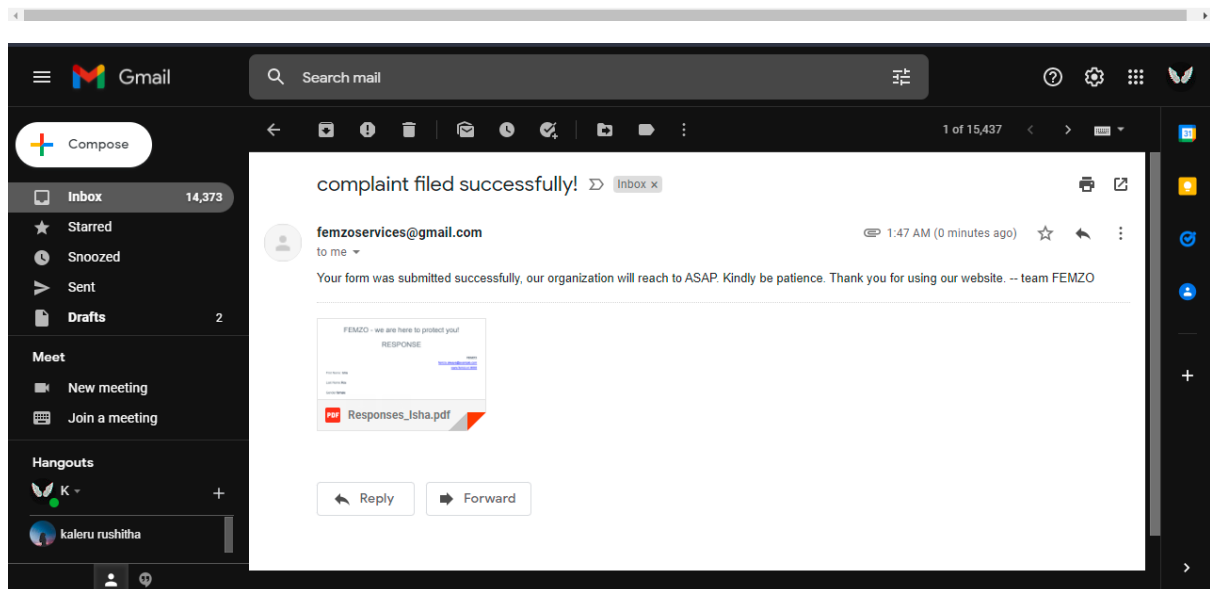 Gmail
Search mail
Compose
1 of 15,437
Inbox 14,373
Starred
Snoozed
Sent
Drafts 2
Meet
New meeting
Join a meeting
Hangouts
K
kaleru rushitha
complaint filed successfully! Inbox x
femzoservices@gmail.com 1:47 AM (0 minutes ago)
to me
Your form was submitted successfully, our organization will reach to ASAP. Kindly be patience. Thank you for using our website. -- team FEMZO
FEMZO - we are here to protect you!
RESPONSE
PDF Responses_Isha.pdf
Reply Forward
31